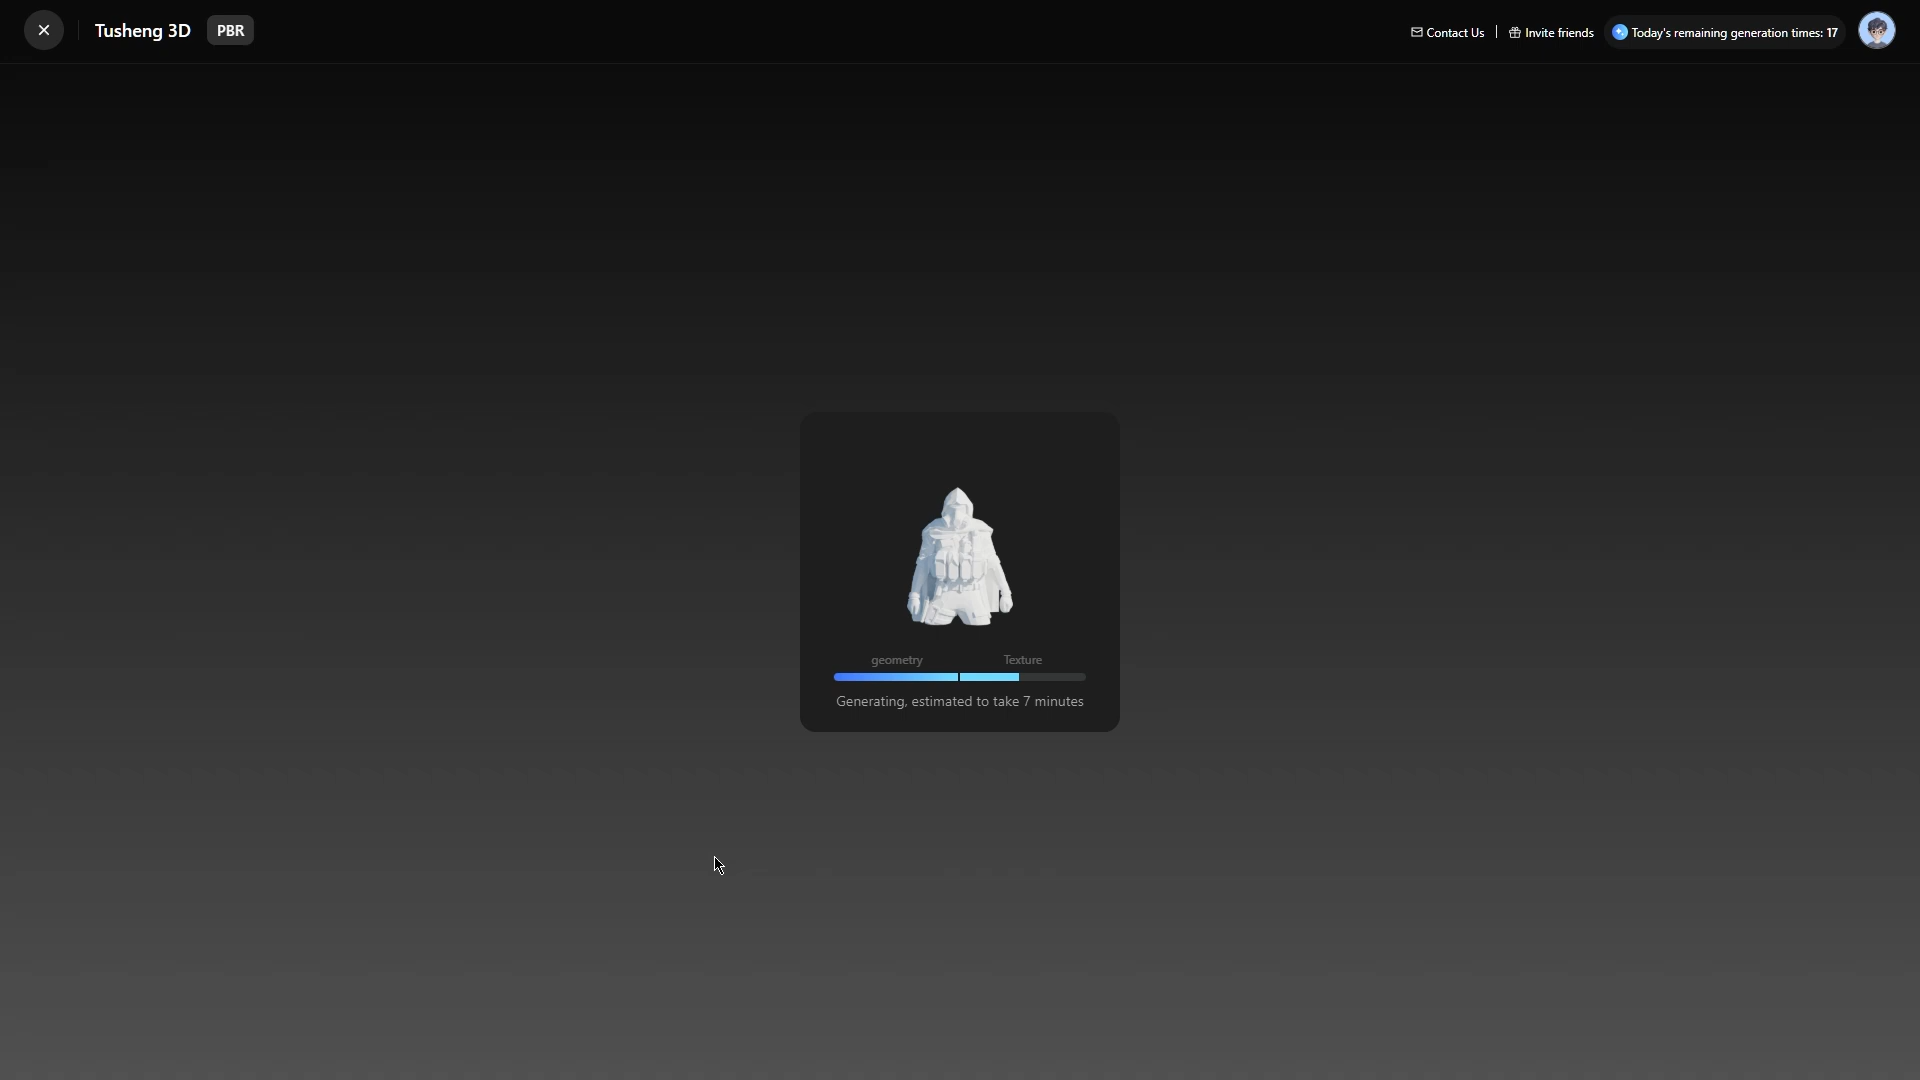 Tusheng 3D PBR
Contact Us Invite friends Today's remaining generation times: 17
geometry Texture
Generating, estimated to take 7 minutes